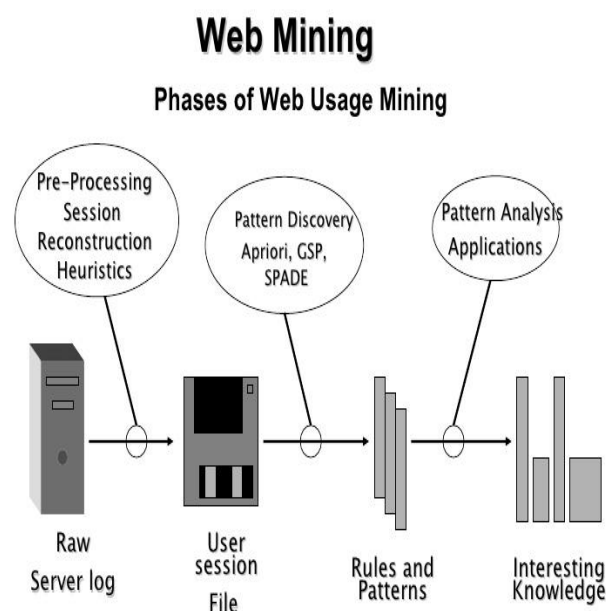 Web Mining
Phases of Web Usage Mining
Pre-Processing
Session
Reconstruction
Heuristics
Pattern Discovery
Apriori, GSP,
SPADE
Pattern Analysis
Applications
Raw
Server log
User
session
File
Rules and
Patterns
Interesting
Knowledge